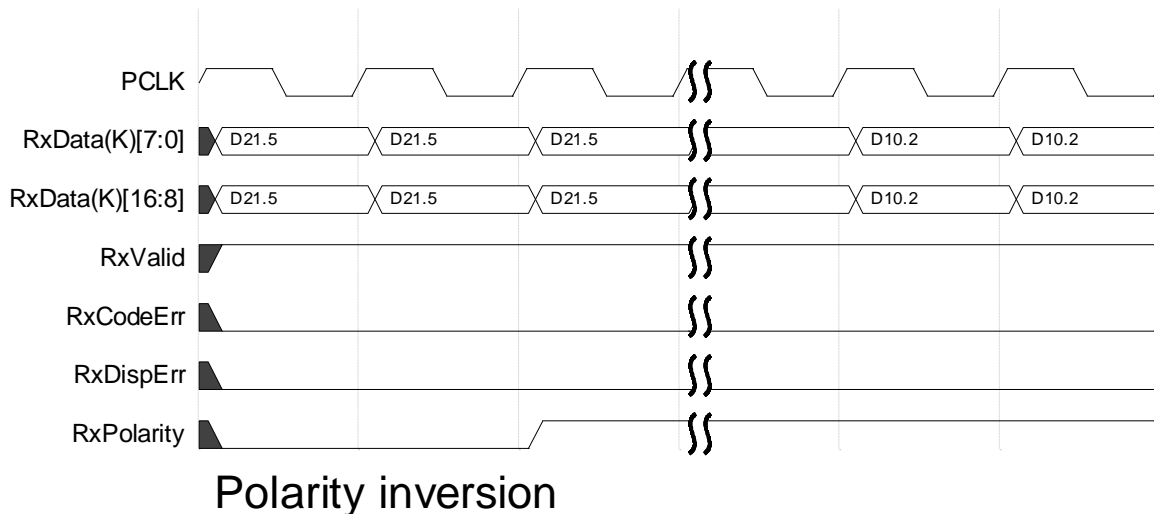 PCLK
RxData(K)[7:0] D21.5 D21.5 D21.5 D10.2 D10.2
RxData(K)[16:8] D21.5 D21.5 D21.5 D10.2 D10.2
RxValid
RxCodeErr
RxDispErr
RxPolarity
Polarity inversion